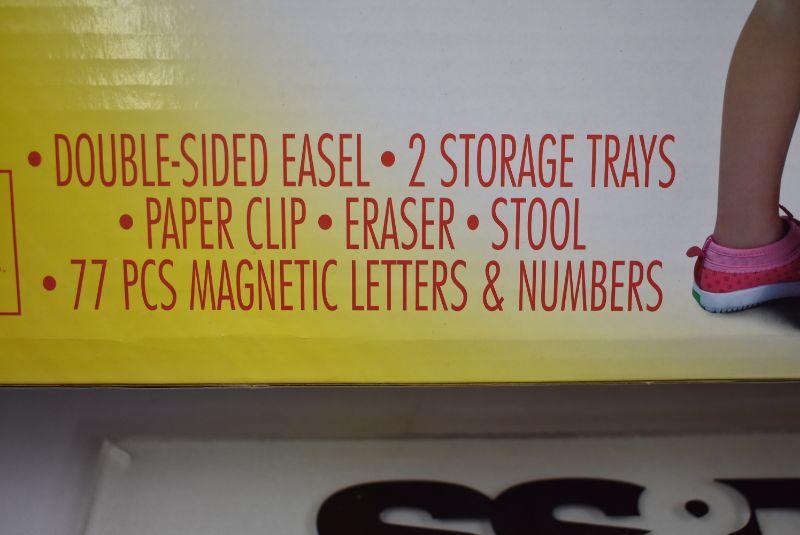 • DOUBLE-SIDED EASEL • 2 STORAGE TRAYS
• PAPER CLIP • ERASER • STOOL
• 77 PCS MAGNETIC LETTERS & NUMBERS